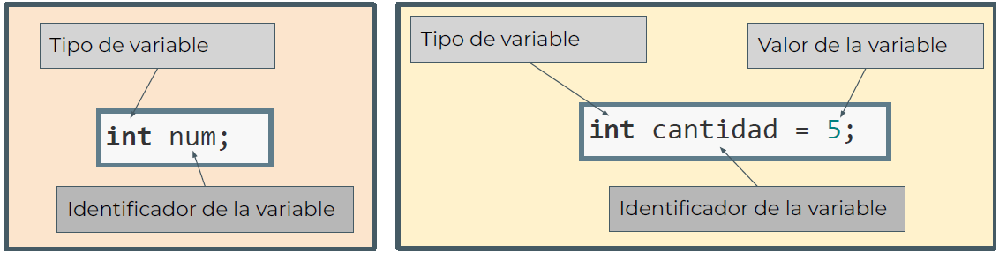 Tipo de variable
int num;
Identificador de la variable
Tipo de variable
Valor de la variable
int cantidad = 5;
Identificador de la variable